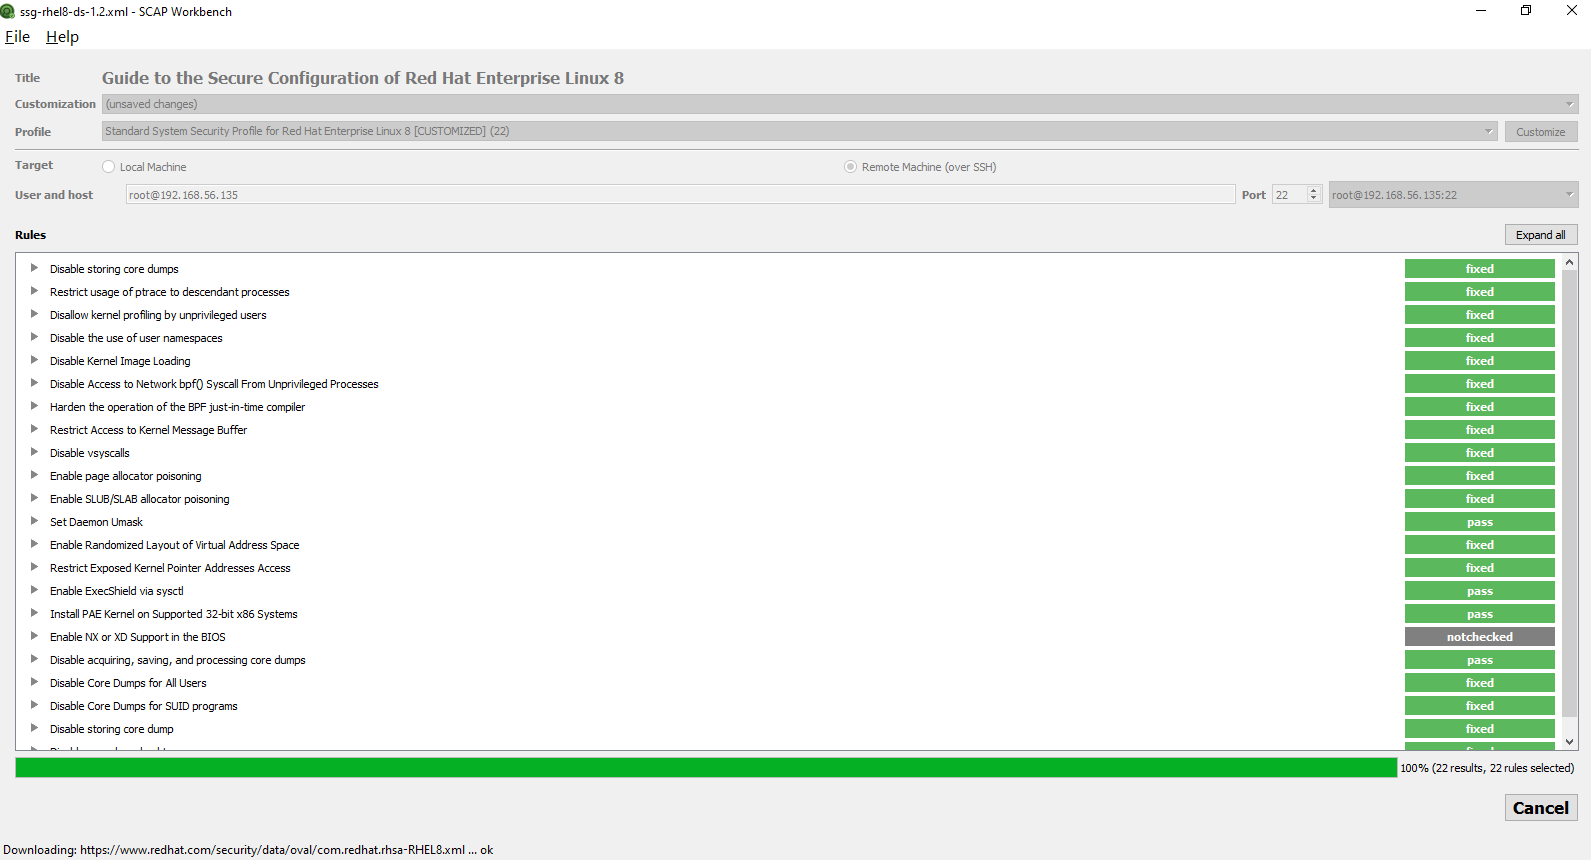 ssg-rhel8-ds-1.2.xml - SCAP Workbench
File Help
Title Guide to the Secure Configuration of Red Hat Enterprise Linux 8
Customization (unsaved changes)
Profile Standard System Security Profile for Red Hat Enterprise Linux 8 [CUSTOMIZED] (22) Customize
Target Local Machine Remote Machine (over SSH)
User and host root@192.168.56.135 Port 22 root@192.168.56.135:22
Rules Expand all
Disable storing core dumps fixed
Restrict usage of ptrace to descendant processes fixed
Disallow kernel profiling by unprivileged users fixed
Disable the use of user namespaces fixed
Disable Kernel Image Loading fixed
Disable Access to Network bpf() Syscall From Unprivileged Processes fixed
Harden the operation of the BPF just-in-time compiler fixed
Restrict Access to Kernel Message Buffer fixed
Disable vsyscalls fixed
Enable page allocator poisoning fixed
Enable SLUB/SLAB allocator poisoning fixed
Set Daemon Umask pass
Enable Randomized Layout of Virtual Address Space fixed
Restrict Exposed Kernel Pointer Addresses Access fixed
Enable ExecShield via sysctl pass
Install PAE Kernel on Supported 32-bit x86 Systems pass
Enable NX or XD Support in the BIOS notchecked
Disable acquiring, saving, and processing core dumps pass
Disable Core Dumps for All Users fixed
Disable Core Dumps for SUID programs fixed
Disable storing core dump fixed
100% (22 results, 22 rules selected)
Cancel
Downloading: https://www.redhat.com/security/data/oval/com.redhat.rhsa-RHEL8.xml ... ok